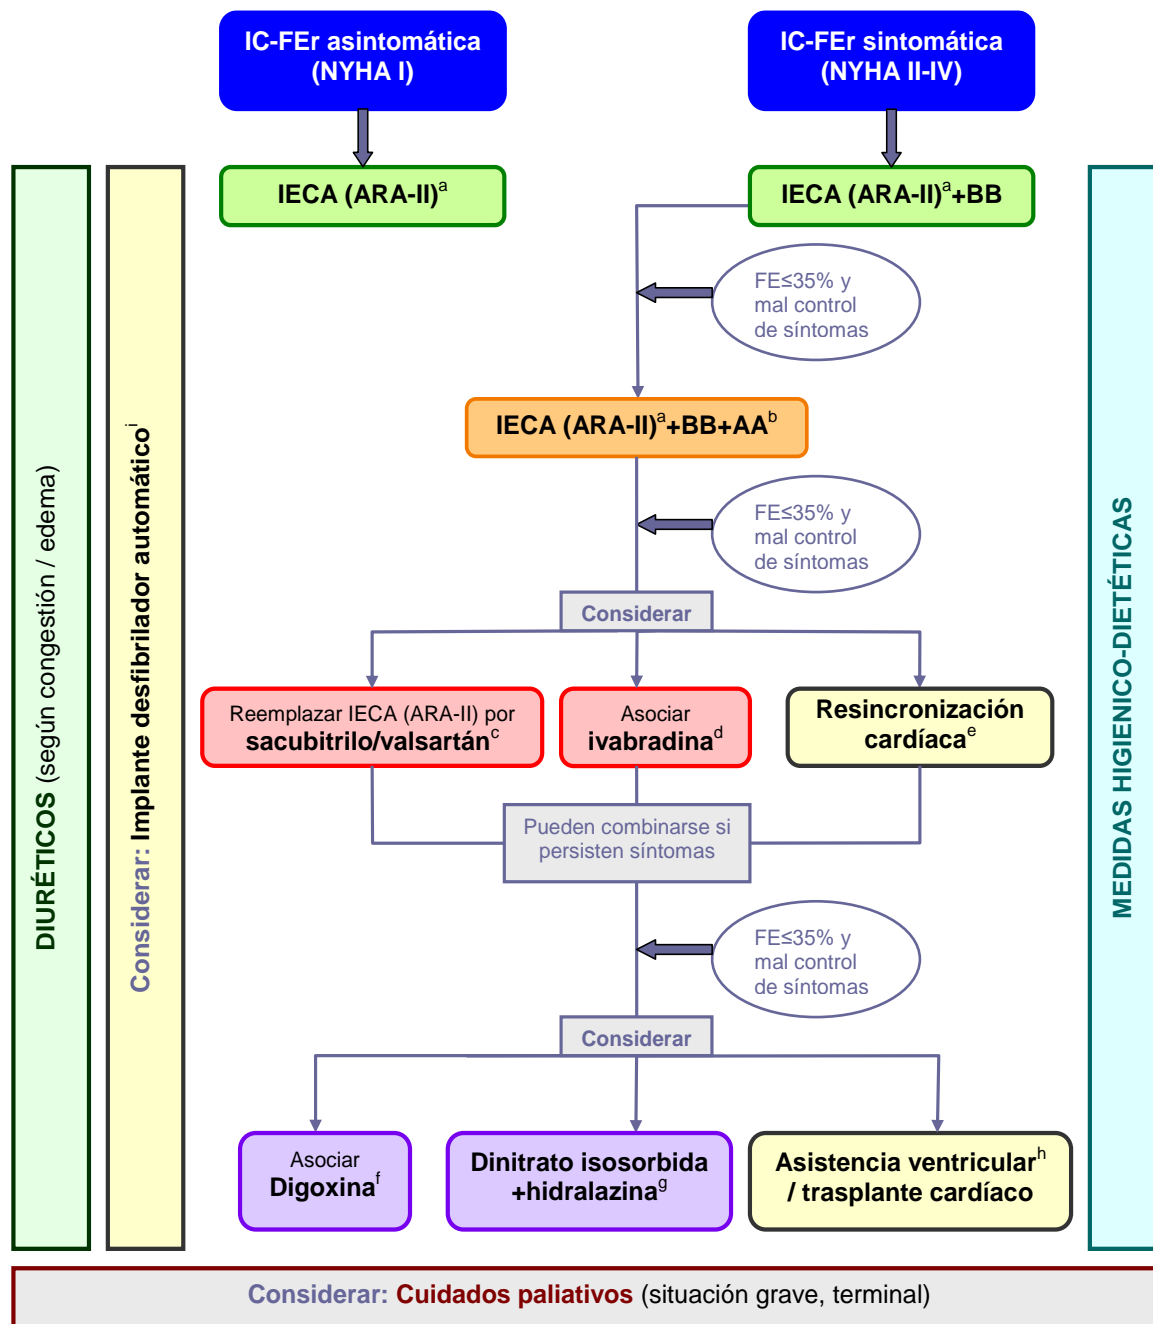 IC-FEr asintomática
(NYHA I)
IC-FEr sintomática
(NYHA II-IV)
IECA (ARA-II)a
IECA (ARA-II)a+BB
FE≤35% y
mal control
de síntomas
IECA (ARA-II)a+BB+AAb
FE≤35% y
mal control
de síntomas
Considerar
Reemplazar IECA (ARA-II) por
sacubitrilo/valsartánc
Asociar
ivabradinad
Resincronización
cardíacae
Pueden combinarse si
persisten síntomas
FE≤35% y
mal control
de síntomas
Considerar
Asociar
Digoxinaf
Dinitrato isosorbida
+hidralazinag
Asistencia ventricularh
/ trasplante cardíaco
DIURÉTICOS (según congestión / edema)
Considerar: Implante desfibrilador automáticoi
MEDIDAS HIGIENICO-DIETÉTICAS
Considerar: Cuidados paliativos (situación grave, terminal)